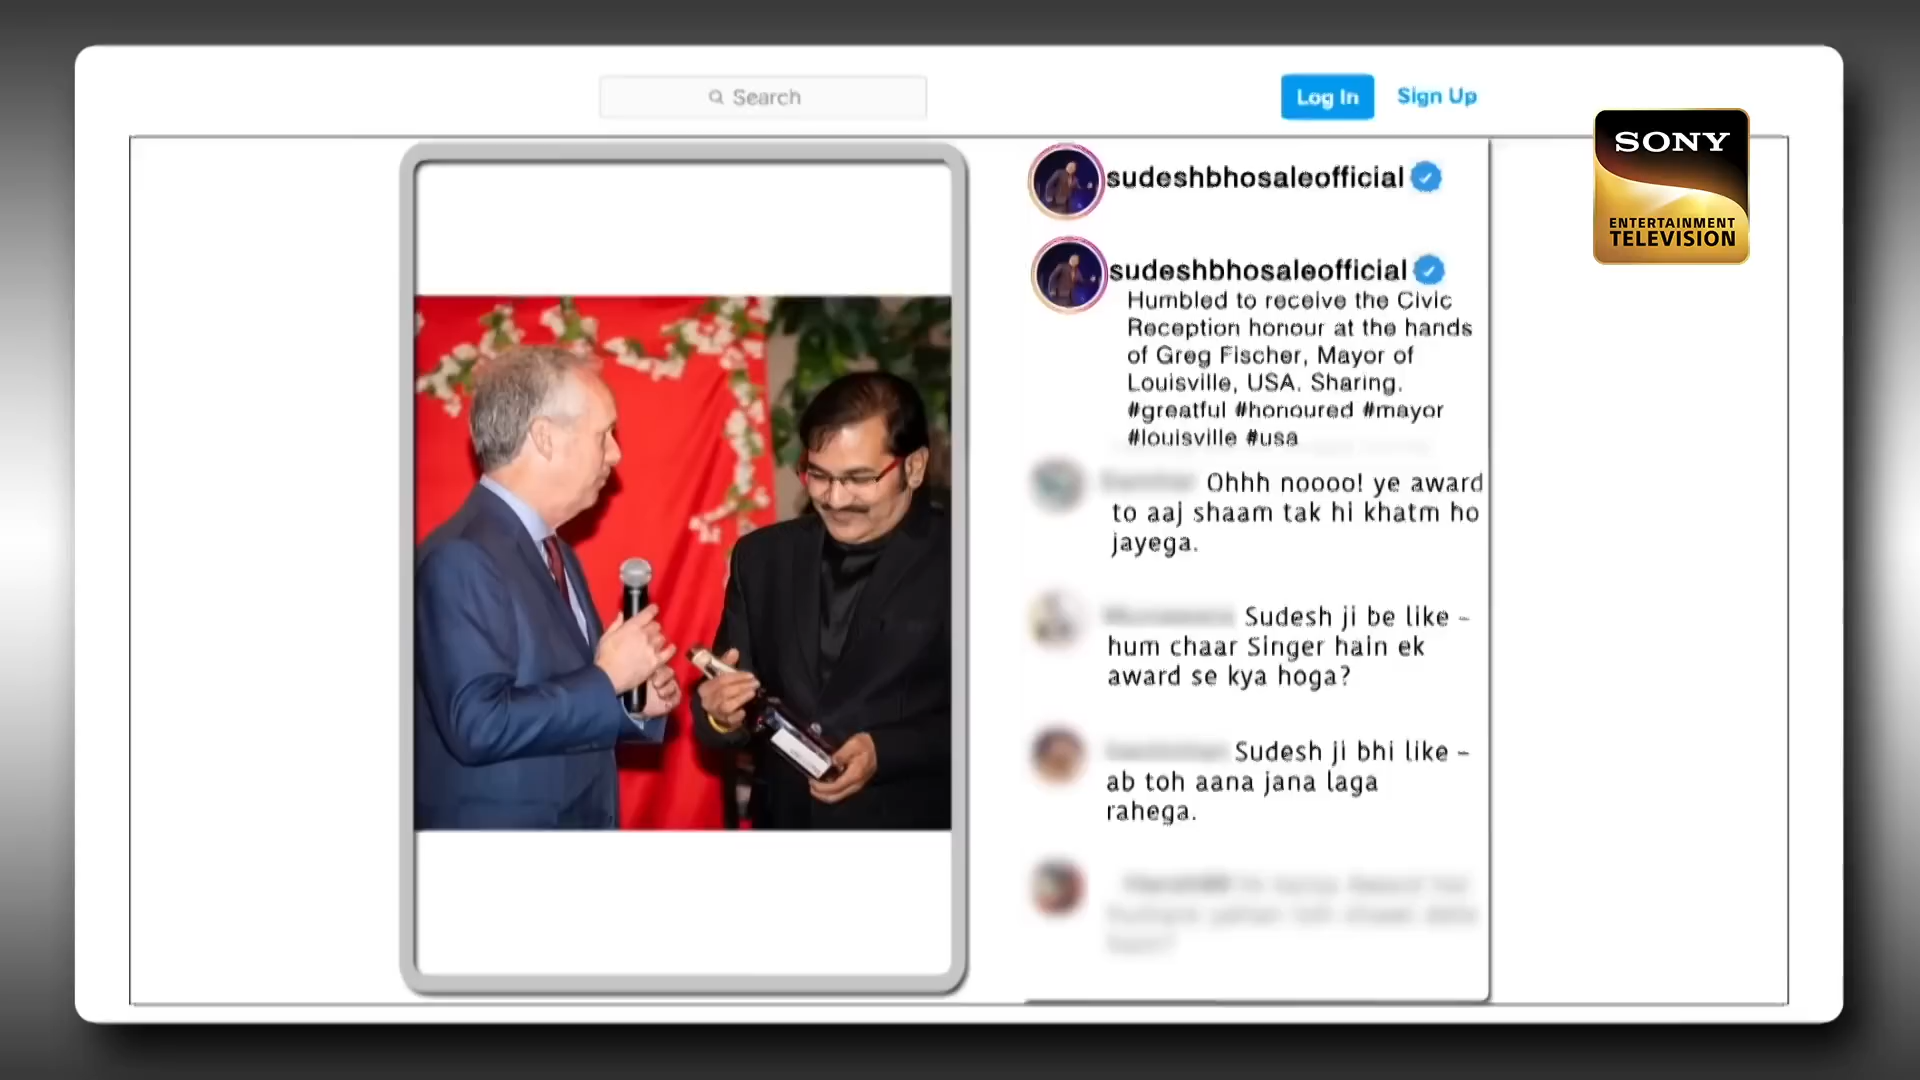 Search
Log In
Sign Up
SONY
ENTERTAINMENT
TELEVISION
sudeshbhosaleofficial
sudeshbhosaleofficial
Humbled to receive the Civic
Reception honour at the hands
of Greg Fischer, Mayor of
Louisville, USA. Sharing.
#greatful #honoured #mayor
#louisville #usa
Ohhh noooo! ye award
to aaj shaam tak hi khatm ho
jayega.
Sudesh ji be like -
hum chaar Singer hain ek
award se kya hoga?
Sudesh ji bhi like -
ab toh aana jana laga
rahega.